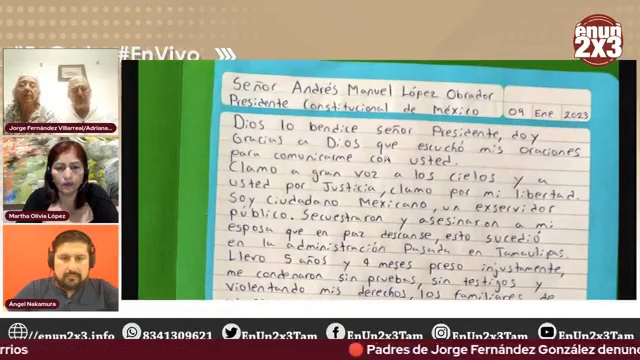 enun
2x3
#EnVivo
Señor Andrés Manuel López Obrador
Presidente Constitucional de México 09 Ene 2023
Dios lo bendice señor Presidente, doy
Gracias a Dios que escuchó mis oraciones
para comunicarme con usted.
Clamo a gran voz a los cielos y a
usted por Justicia, clamo por mi libertad.
Soy ciudadano Mexicano, un exservidor
público. Secuestraron y asesinaron a mi
esposa que en paz descanse, esto sucedió
en la administración Pasada en Tamaulipas.
Llevo 5 años y 4 meses preso injustamente,
me condenaron sin pruebas, sin testigos y
violentando mis derechos, los familiares de
Jorge Fernández Villarreal/Adriana...
Martha Olivia López
Ángel Nakamura
//enun2x3.info 8341309621 EnUn2x3Tam EnUn2x3Tam EnUn2x3Tam EnUn2x3Tam
rrios Padres de Jorge Fernández González denunc